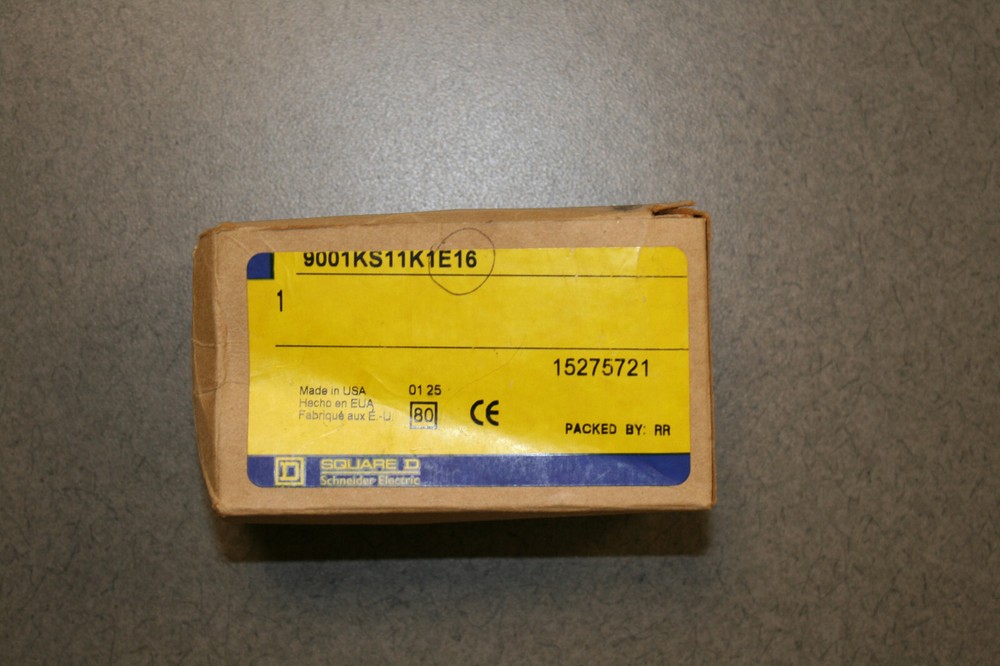 9001KS11K1E16
1
15275721
Made in USA 01 25
Hecho en EUA
Fabriqué aux E.-U. 80 CE
PACKED BY: RR
D SQUARE D
Schneider Electric